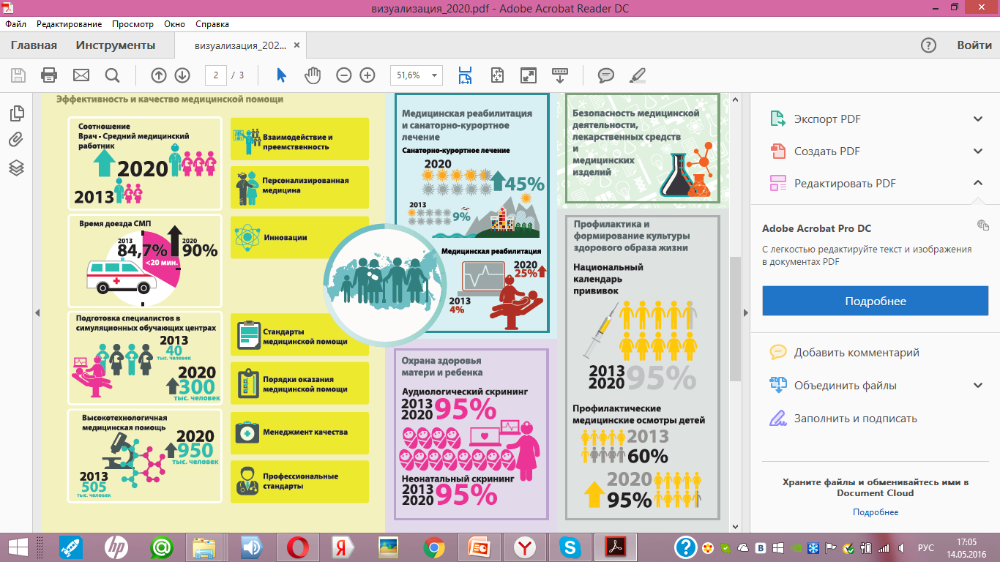 визуализация_2020.pdf - Adobe Acrobat Reader DC
Файл Редактирование Просмотр Окно Справка
Главная Инструменты визуализация_202... × Войти
2 / 3 51,6%
Эффективность и качество медицинской помощи
Соотношение
Врач - Средний медицинский
работник
2020
2013
Время доезда СМП
2013 2020
84,7% 90%
<20 мин.
Подготовка специалистов в
симуляционных обучающих центрах
2013
40
тыс. человек
2020
300
тыс. человек
Высокотехнологичная
медицинская помощь
2020
950
тыс. человек
2013
505
тыс. человек
Взаимодействие и
преемственность
Персонализированная
медицина
Инновации
Стандарты
медицинской помощи
Порядки оказания
медицинской помощи
Менеджмент качества
Профессиональные
стандарты
Медицинская реабилитация
и санаторно-курортное
лечение
Санаторно-курортное лечение
2020
45%
2013
9%
Медицинская реабилитация
2020
25%
2013
4%
Охрана здоровья
матери и ребенка
Аудиологический скрининг
2013
2020 95%
Неонатальный скрининг
2013
2020 95%
Безопасность медицинской
деятельности,
лекарственных средств
и
медицинских
изделий
Профилактика и
формирование культуры
здорового образа жизни
Национальный
календарь
прививок
2013
2020 95%
Профилактические
медицинские осмотры детей
2013
60%
2020
95%
Экспорт PDF
Создать PDF
Редактировать PDF
Adobe Acrobat Pro DC
С легкостью редактируйте текст и изображения
в документах PDF
Подробнее
Добавить комментарий
Объединить файлы
Заполнить и подписать
Храните файлы и обменивайтесь ими в
Document Cloud
Подробнее
РУС
17:05
14.05.2016